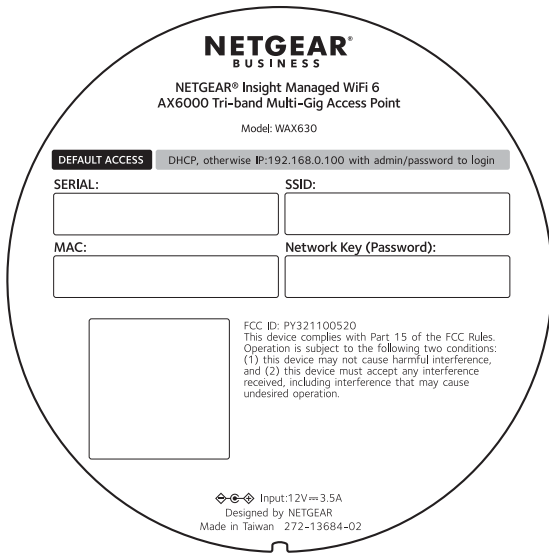 NETGEAR®
BUSINESS
NETGEAR® Insight Managed WiFi 6
AX6000 Tri-band Multi-Gig Access Point
Model: WAX630
DEFAULT ACCESS DHCP, otherwise IP:192.168.0.100 with admin/password to login
SERIAL: SSID:
MAC: Network Key (Password):
FCC ID: PY321100520
This device complies with Part 15 of the FCC Rules.
Operation is subject to the following two conditions:
(1) this device may not cause harmful interference,
and (2) this device must accept any interference
received, including interference that may cause
undesired operation.
Input:12V⎓3.5A
Designed by NETGEAR
Made in Taiwan 272-13684-02